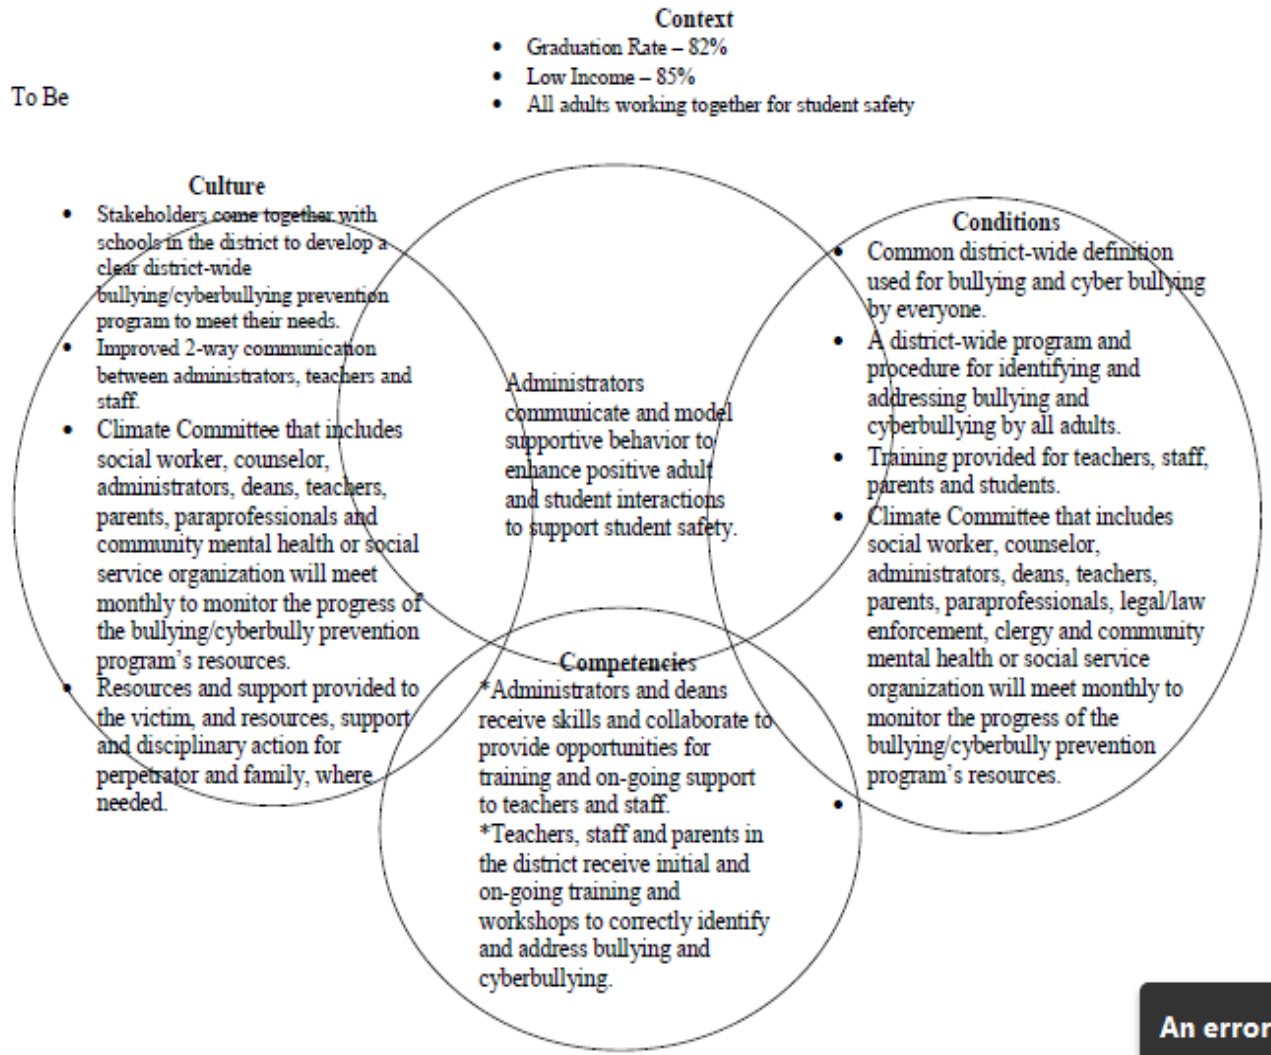 Context
• Graduation Rate – 82%
• Low Income – 85%
• All adults working together for student safety
To Be
Culture
• Stakeholders come together with
schools in the district to develop a
clear district-wide
bullying/cyberbullying prevention
program to meet their needs.
• Improved 2-way communication
between administrators, teachers and
staff.
• Climate Committee that includes
social worker, counselor,
administrators, deans, teachers,
parents, paraprofessionals and
community mental health or social
service organization will meet
monthly to monitor the progress of
the bullying/cyberbully prevention
program’s resources.
• Resources and support provided to
the victim, and resources, support
and disciplinary action for
perpetrator and family, where
needed.
Administrators
communicate and model
supportive behavior to
enhance positive adult
and student interactions
to support student safety.
Conditions
• Common district-wide definition
used for bullying and cyber bullying
by everyone.
• A district-wide program and
procedure for identifying and
addressing bullying and
cyberbullying by all adults.
• Training provided for teachers, staff,
parents and students.
• Climate Committee that includes
social worker, counselor,
administrators, deans, teachers,
parents, paraprofessionals, legal/law
enforcement, clergy and community
mental health or social service
organization will meet monthly to
monitor the progress of the
bullying/cyberbully prevention
program’s resources.
•
Competencies
*Administrators and deans
receive skills and collaborate to
provide opportunities for
training and on-going support
to teachers and staff.
*Teachers, staff and parents in
the district receive initial and
on-going training and
workshops to correctly identify
and address bullying and
cyberbullying.
An error